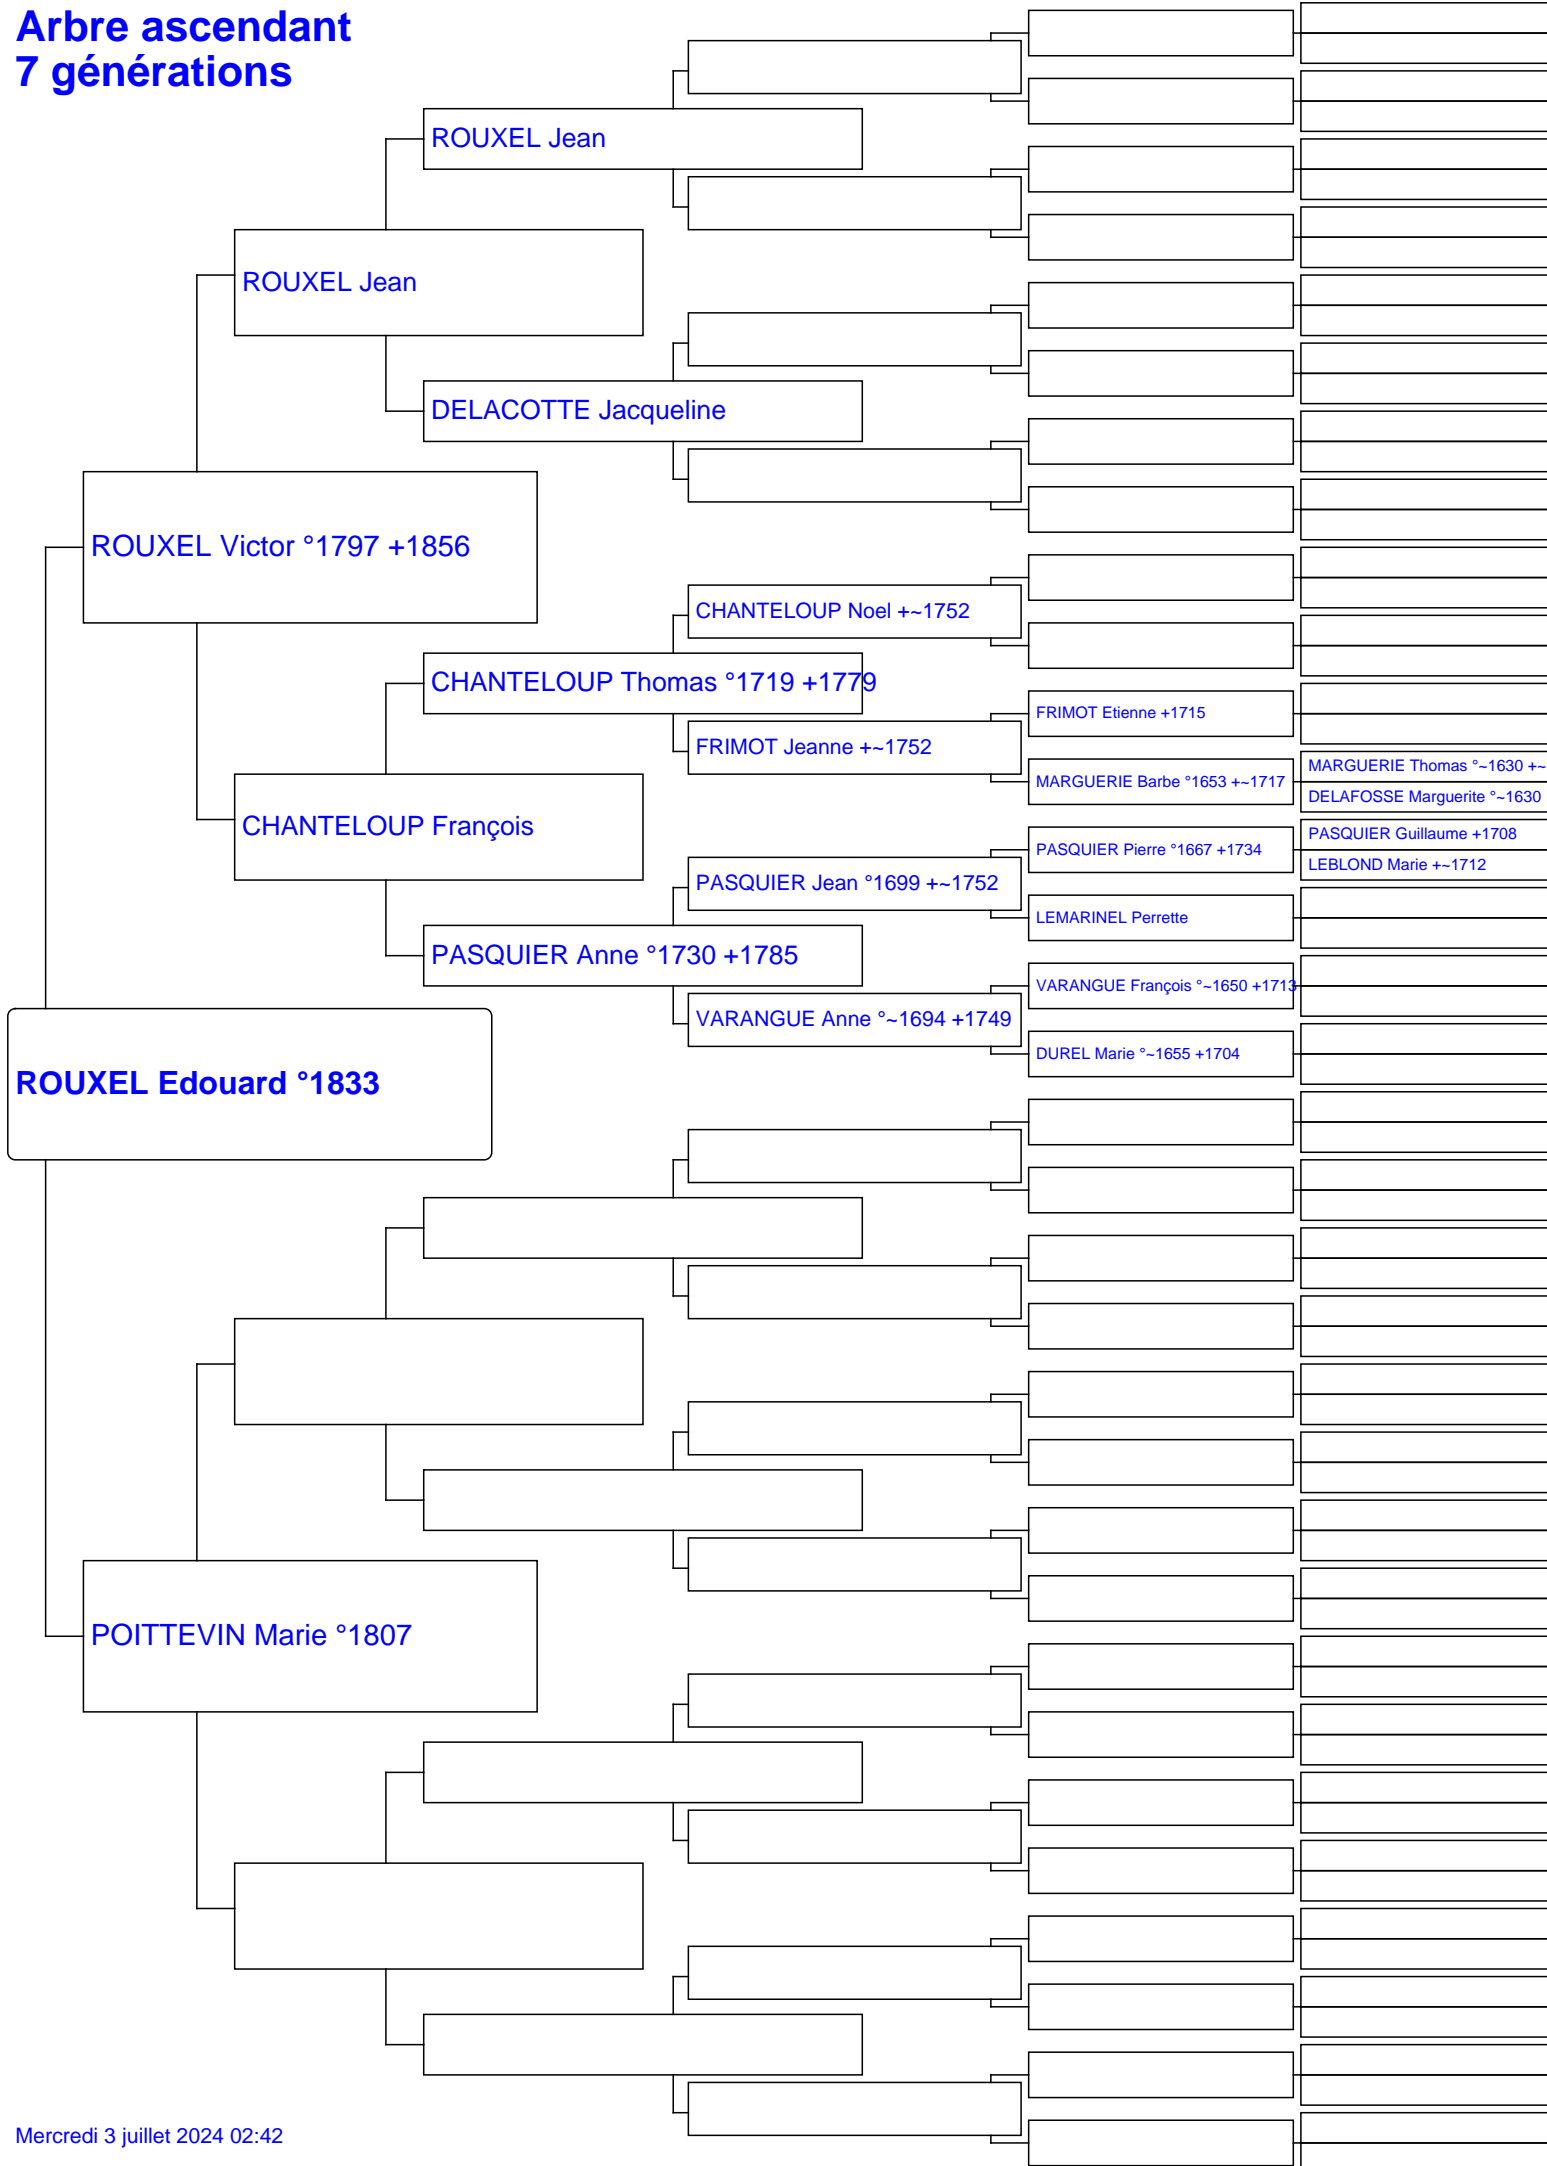 Arbre ascendant
7 générations
ROUXEL Jean
ROUXEL Jean
DELACOTTE Jacqueline
ROUXEL Victor °1797 +1856
CHANTELOUP Noel +~1752
CHANTELOUP Thomas °1719 +1779
FRIMOT Etienne +1715
FRIMOT Jeanne +~1752
MARGUERIE Thomas °~1630 +~
MARGUERIE Barbe °1653 +~1717
DELAFOSSE Marguerite °~1630
CHANTELOUP François
PASQUIER Guillaume +1708
PASQUIER Pierre °1667 +1734
LEBLOND Marie +~1712
PASQUIER Jean °1699 +~1752
LEMARINEL Perrette
PASQUIER Anne °1730 +1785
VARANGUE François °~1650 +1713
VARANGUE Anne °~1694 +1749
DUREL Marie °~1655 +1704
ROUXEL Edouard °1833
POITTEVIN Marie °1807
Mercredi 3 juillet 2024 02:42